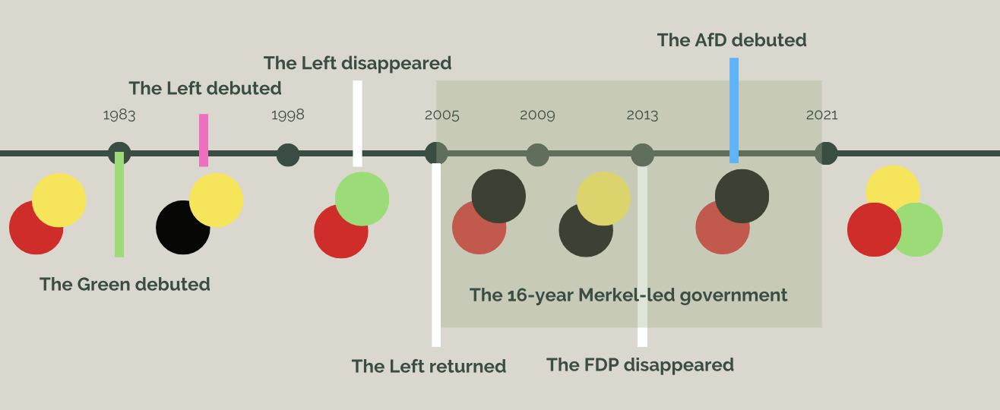 The AfD debuted
The Left disappeared
The Left debuted
1983
1998
2005
2009
2013
2021
The Green debuted
The 16-year Merkel-led government
The Left returned
The FDP disappeared